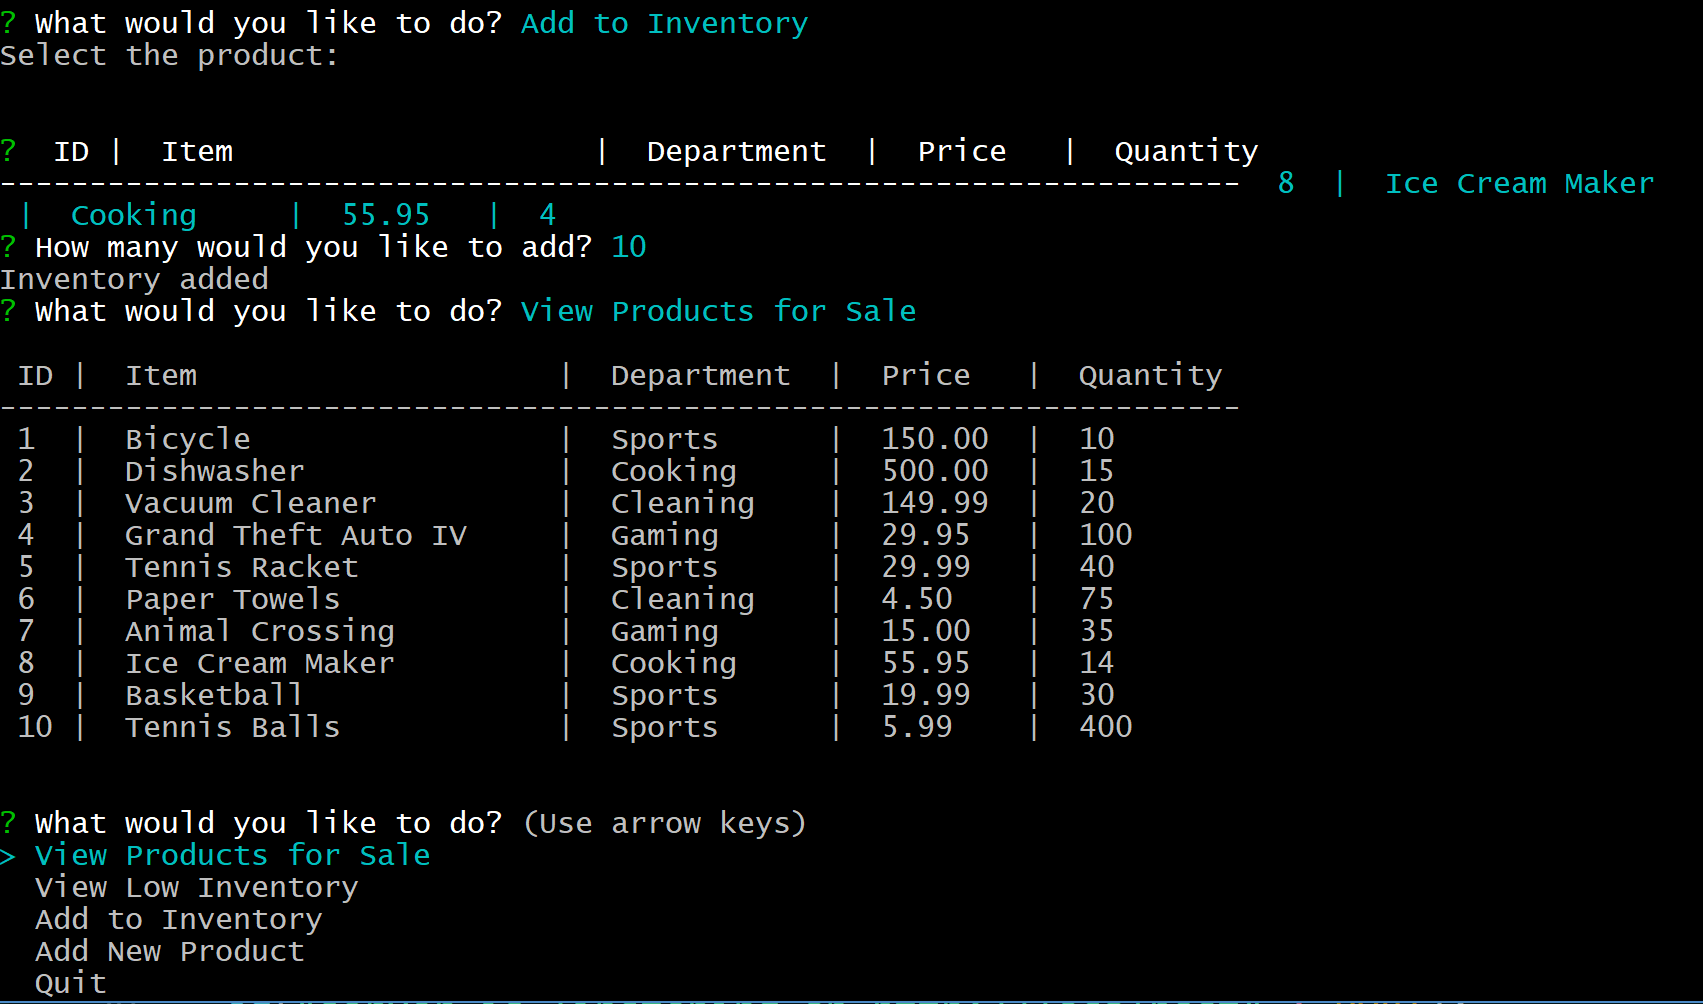 ? What would you like to do? Add to Inventory
Select the product:
?  ID |  Item                    |  Department  |  Price   |  Quantity
---------------------------------------------------------------------  8  |  Ice Cream Maker
 |  Cooking     |  55.95   |  4
? How many would you like to add? 10
Inventory added
? What would you like to do? View Products for Sale
 ID |  Item                    |  Department  |  Price   |  Quantity
---------------------------------------------------------------------
 1  |  Bicycle                 |  Sports      |  150.00  |  10
 2  |  Dishwasher              |  Cooking     |  500.00  |  15
 3  |  Vacuum Cleaner          |  Cleaning    |  149.99  |  20
 4  |  Grand Theft Auto IV     |  Gaming      |  29.95   |  100
 5  |  Tennis Racket           |  Sports      |  29.99   |  40
 6  |  Paper Towels            |  Cleaning    |  4.50    |  75
 7  |  Animal Crossing         |  Gaming      |  15.00   |  35
 8  |  Ice Cream Maker         |  Cooking     |  55.95   |  14
 9  |  Basketball              |  Sports      |  19.99   |  30
 10 |  Tennis Balls            |  Sports      |  5.99    |  400
? What would you like to do? (Use arrow keys)
> View Products for Sale
  View Low Inventory
  Add to Inventory
  Add New Product
  Quit